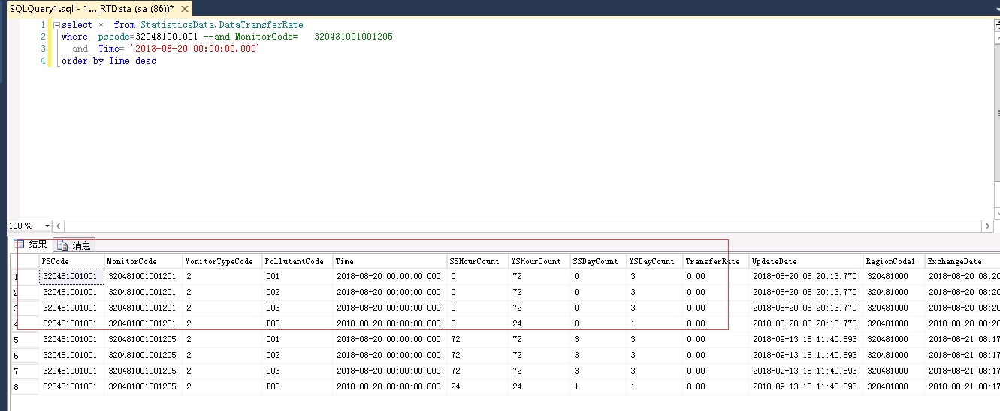 SQLQuery1.sql - 1..._RTData (sa (86))* ✕
1 select * from StatisticsData.DataTransferRate
2 where pscode=320481001001 --and MonitorCode= 320481001001205
3 and Time= '2018-08-20 00:00:00.000'
4 order by Time desc
100 %
结果 消息
PSCode MonitorCode MonitorTypeCode PollutantCode Time SSHourCount YSHourCount SSDayCount YSDayCount TransferRate UpdateDate RegionCode1 ExchangeDate
1 320481001001 320481001001201 2 001 2018-08-20 00:00:00.000 0 72 0 3 0.00 2018-08-20 08:20:13.770 320481000 2018-08-20 08:20
2 320481001001 320481001001201 2 002 2018-08-20 00:00:00.000 0 72 0 3 0.00 2018-08-20 08:20:13.770 320481000 2018-08-20 08:20
3 320481001001 320481001001201 2 003 2018-08-20 00:00:00.000 0 72 0 3 0.00 2018-08-20 08:20:13.770 320481000 2018-08-20 08:20
4 320481001001 320481001001201 2 B00 2018-08-20 00:00:00.000 0 24 0 1 0.00 2018-08-20 08:20:13.770 320481000 2018-08-20 08:20
5 320481001001 320481001001205 2 001 2018-08-20 00:00:00.000 72 72 3 3 0.00 2018-09-13 15:11:40.893 320481000 2018-08-21 08:17
6 320481001001 320481001001205 2 002 2018-08-20 00:00:00.000 72 72 3 3 0.00 2018-09-13 15:11:40.893 320481000 2018-08-21 08:17
7 320481001001 320481001001205 2 003 2018-08-20 00:00:00.000 72 72 3 3 0.00 2018-09-13 15:11:40.893 320481000 2018-08-21 08:17
8 320481001001 320481001001205 2 B00 2018-08-20 00:00:00.000 24 24 1 1 0.00 2018-09-13 15:11:40.893 320481000 2018-08-21 08:17